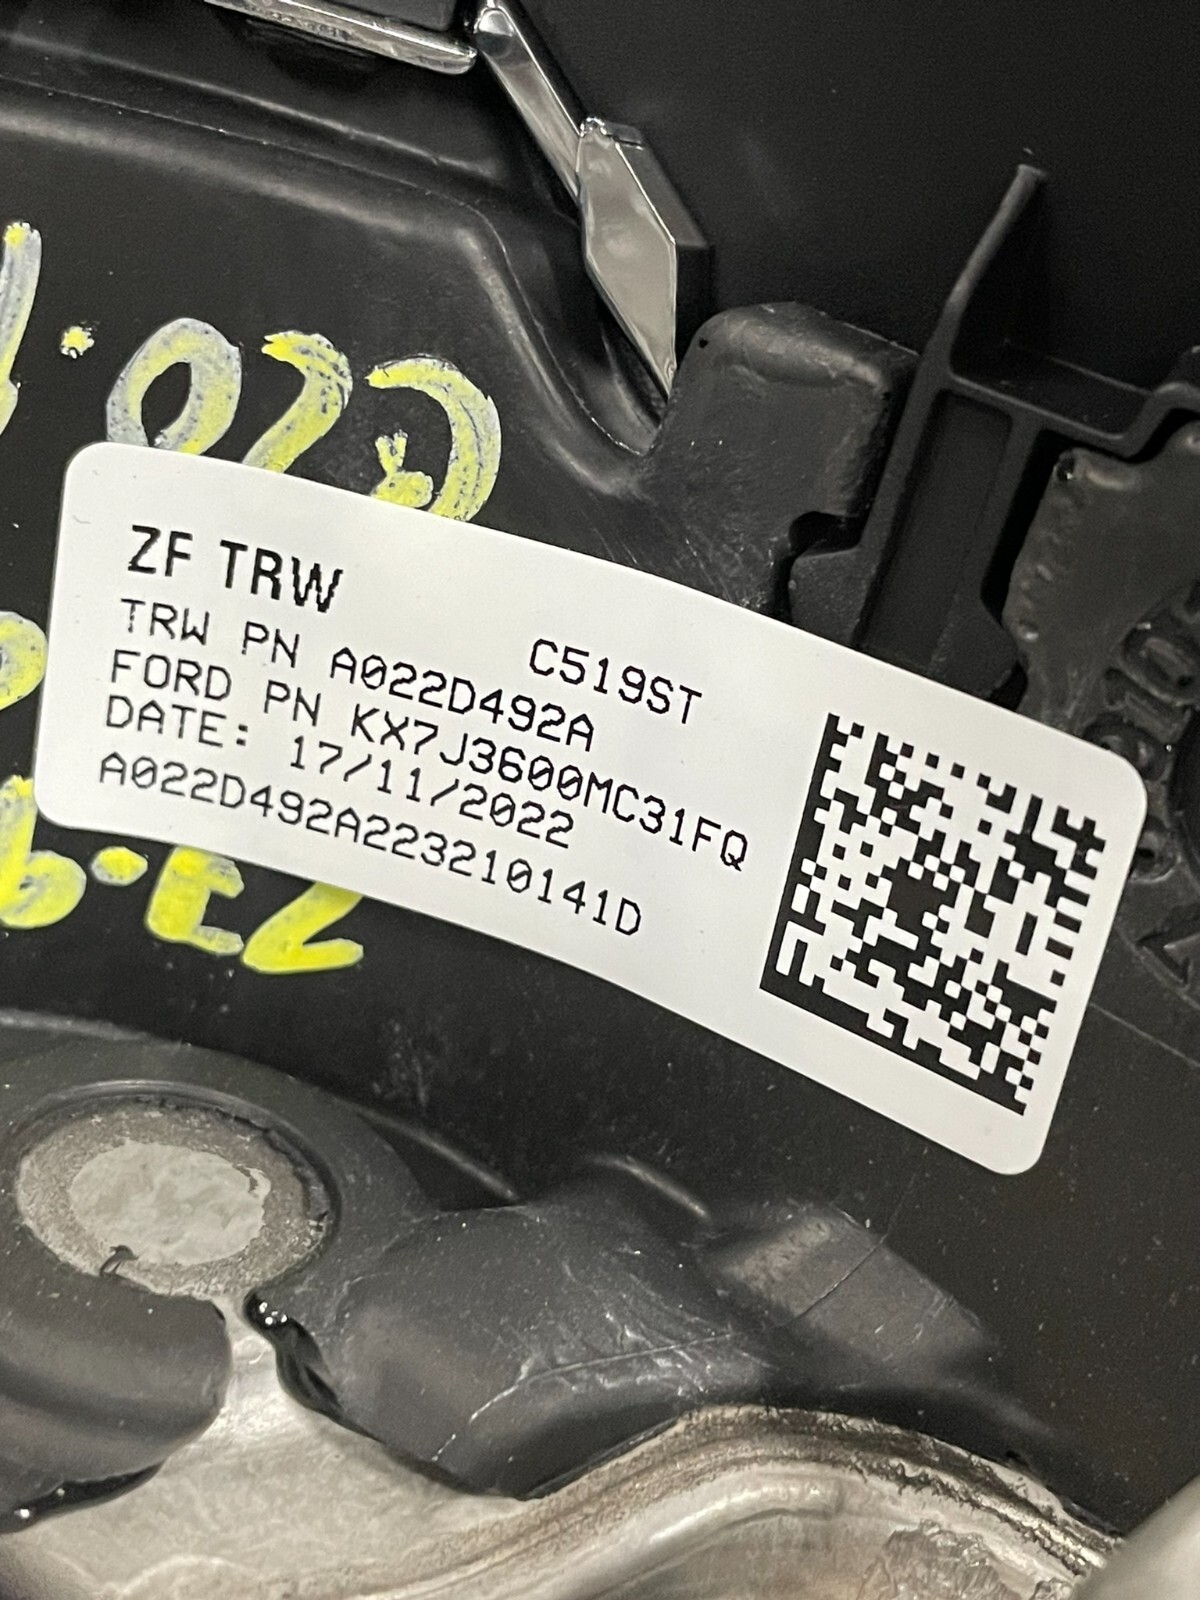 ZF TRW
C519ST
TRW PN A022D492A
FORD PN KX7J3600MC31FQ
DATE: 17/11/2022
A022D492A223210141D